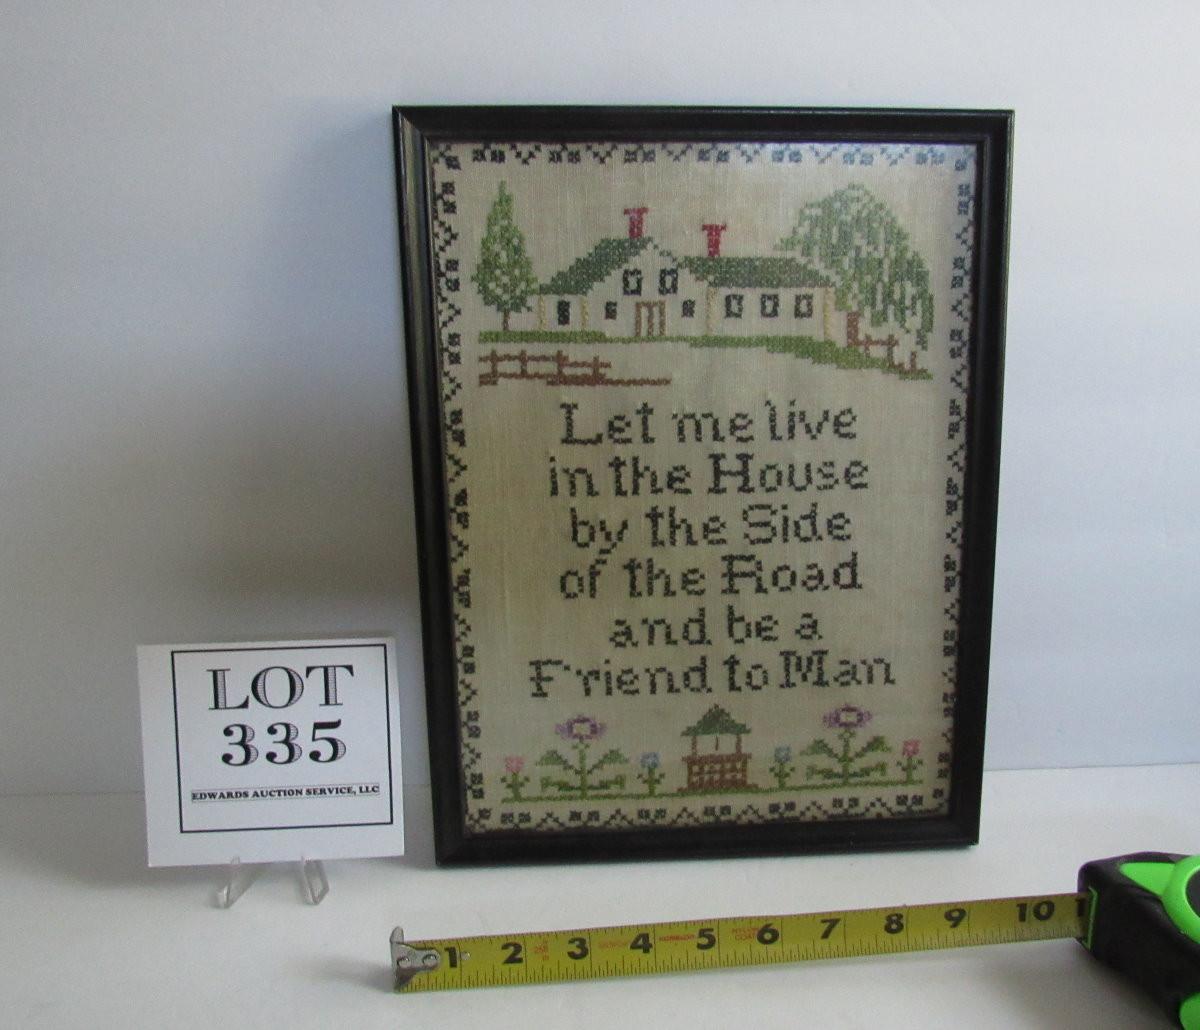 Let me live
in the House
by the Side
of the Road
and be a
Friend to Man
LOT
335
EDWARDS AUCTION SERVICE, LLC
1 2 3 4 5 6 7 8 9 10